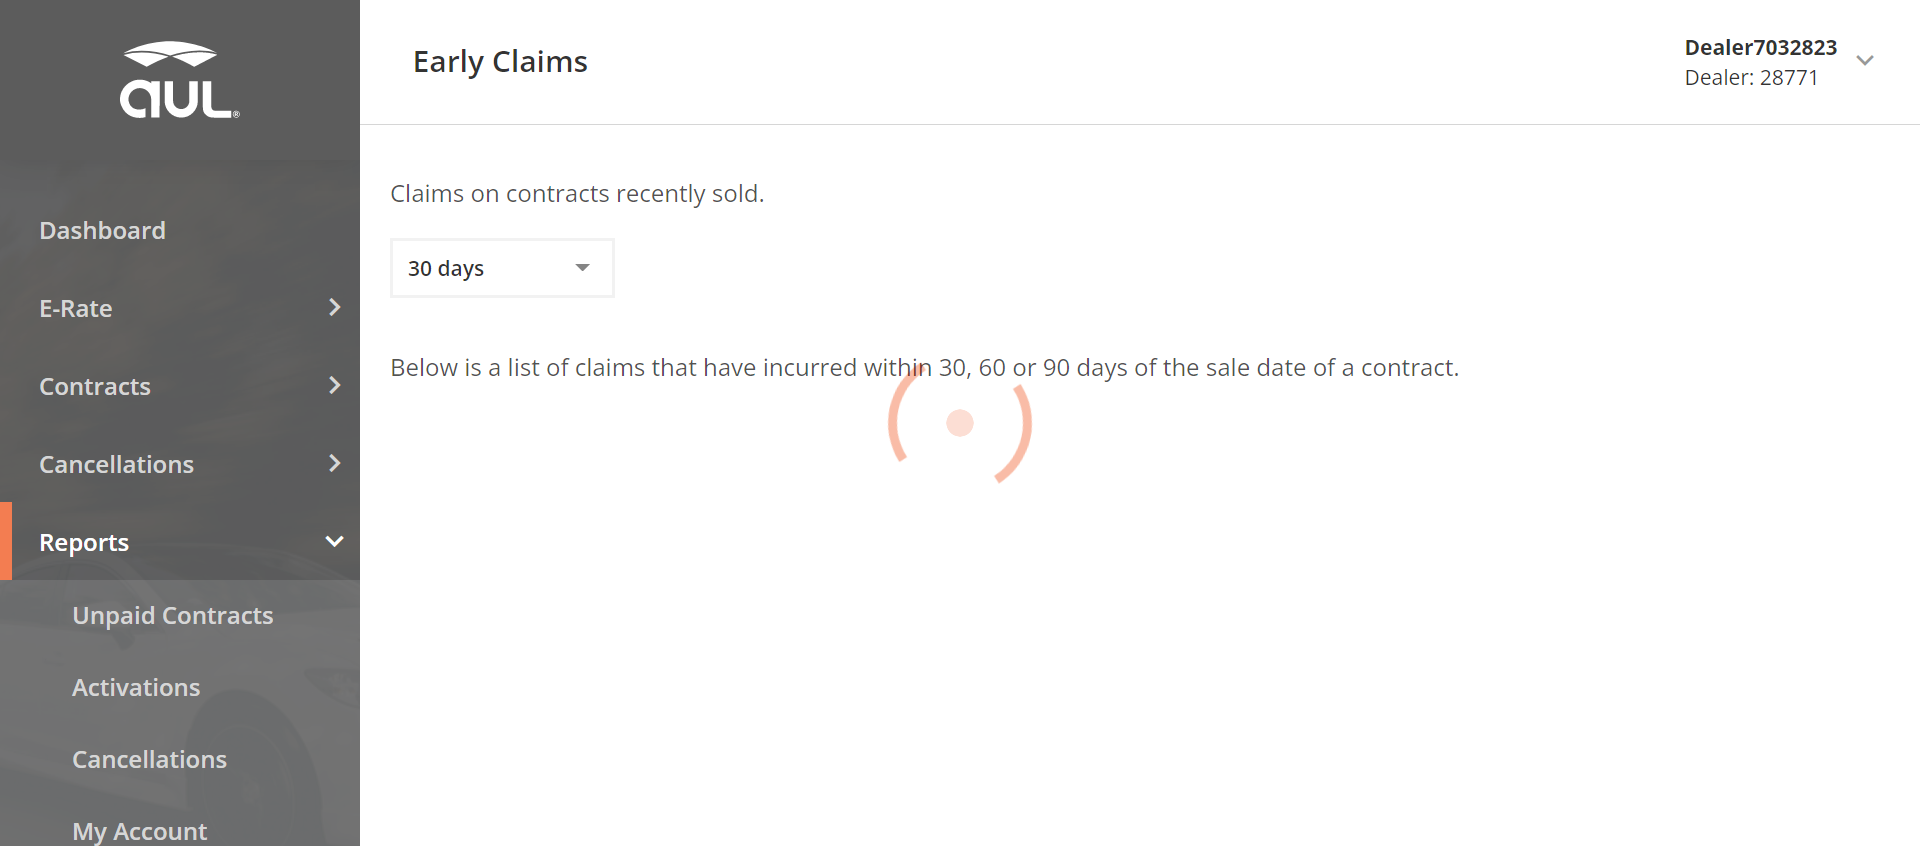 aul®
Early Claims
Dealer7032823
Dealer: 28771
Dashboard
E-Rate
Contracts
Cancellations
Reports
Unpaid Contracts
Activations
Cancellations
My Account
Claims on contracts recently sold.
30 days
Below is a list of claims that have incurred within 30, 60 or 90 days of the sale date of a contract.